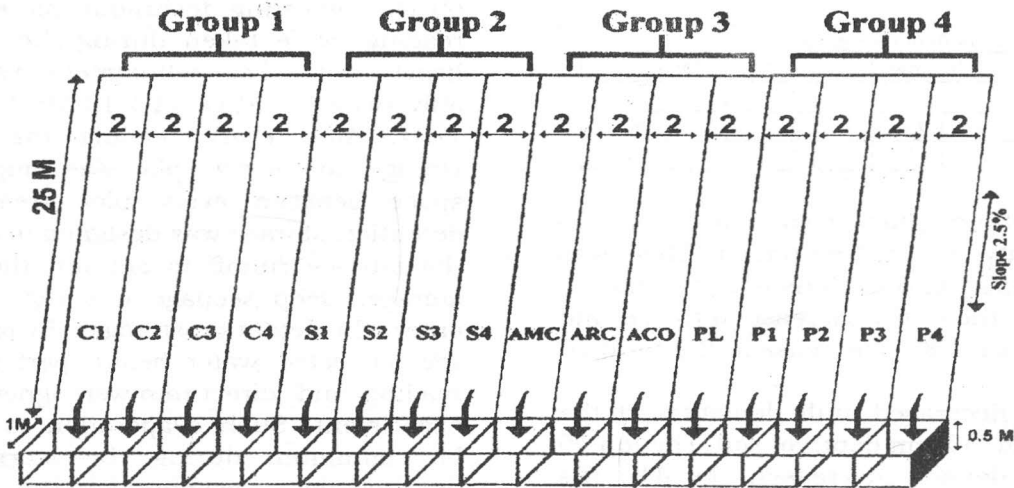 Group 1 Group 2 Group 3 Group 4
2 2 2 2 2 2 2 2 2 2 2 2 2 2 2 2
25 M
Slope 2.5%
C1 C2 C3 C4 S1 S2 S3 S4 AMC ARC ACO PL P1 P2 P3 P4
1M
0.5 M